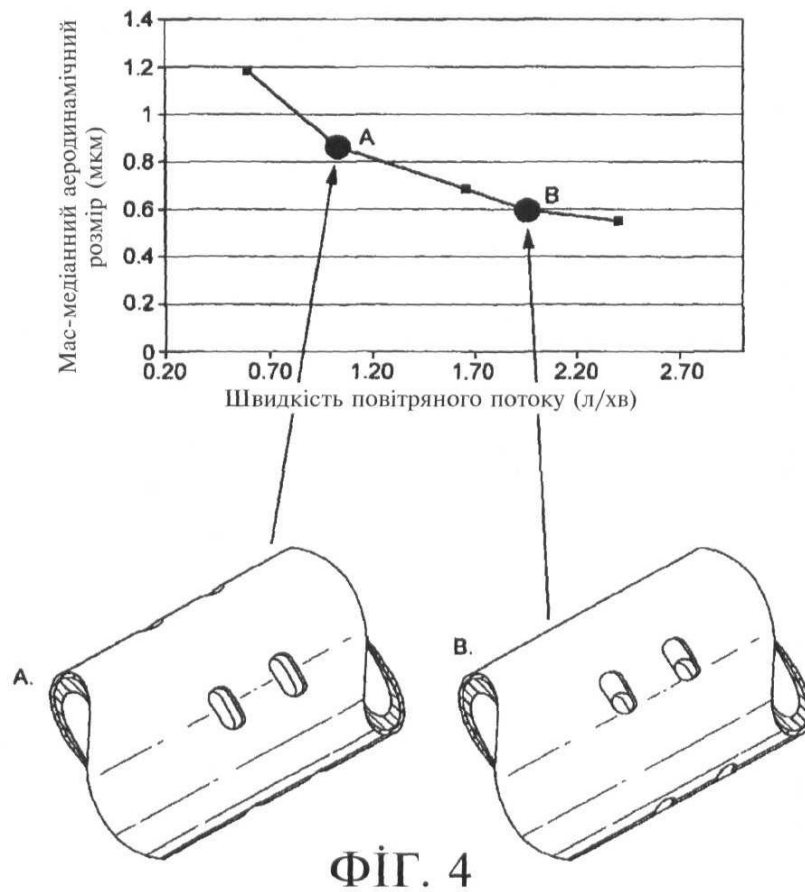 Мас-медіанний аеродинамічний
розмір (мкм)
1.4
1.2
1
0.8
0.6
0.4
0.2
0
A
B
0.20 0.70 1.20 1.70 2.20 2.70
Швидкість повітряного потоку (л/хв)
A.
B.
ФІГ. 4